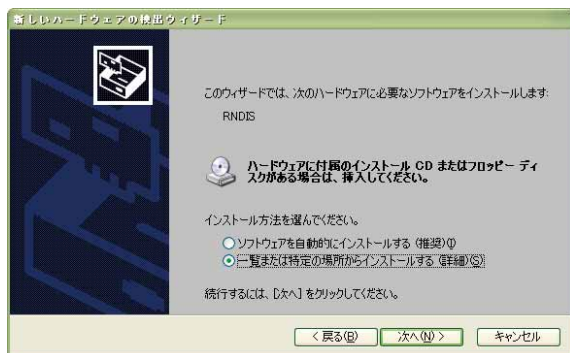 新しいハードウェアの検出ウィザード
このウィザードでは、次のハードウェアに必要なソフトウェアをインストールします:
RNDIS
ハードウェアに付属のインストール CD またはフロッピー ディ
スクがある場合は、挿入してください。
インストール方法を選んでください。
ソフトウェアを自動的にインストールする (推奨)(I)
一覧または特定の場所からインストールする (詳細)(S)
続行するには、[次へ] をクリックしてください。
< 戻る(B)
次へ(N) >
キャンセル